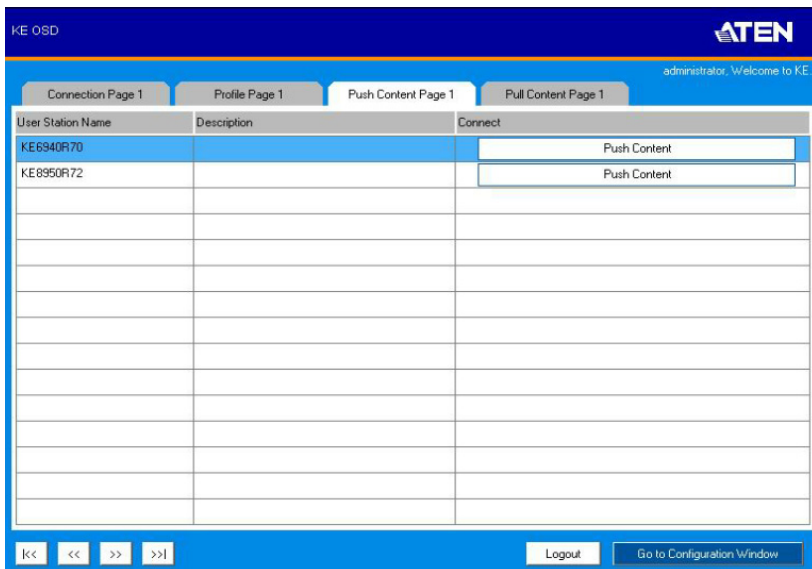 KE OSD
ATEN
administrator, Welcome to KE.
Connection Page 1
Profile Page 1
Push Content Page 1
Pull Content Page 1
User Station Name Description Connect
KE6940R70 Push Content
KE8950R72 Push Content
|<< << >> >>|
Logout
Go to Configuration Window